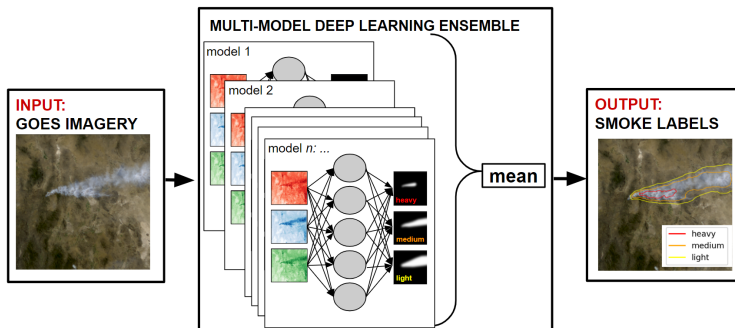 MULTI-MODEL DEEP LEARNING ENSEMBLE
model 1
model 2
model n: ...
INPUT:
GOES IMAGERY
heavy
medium
light
mean
OUTPUT:
SMOKE LABELS
heavy
medium
light